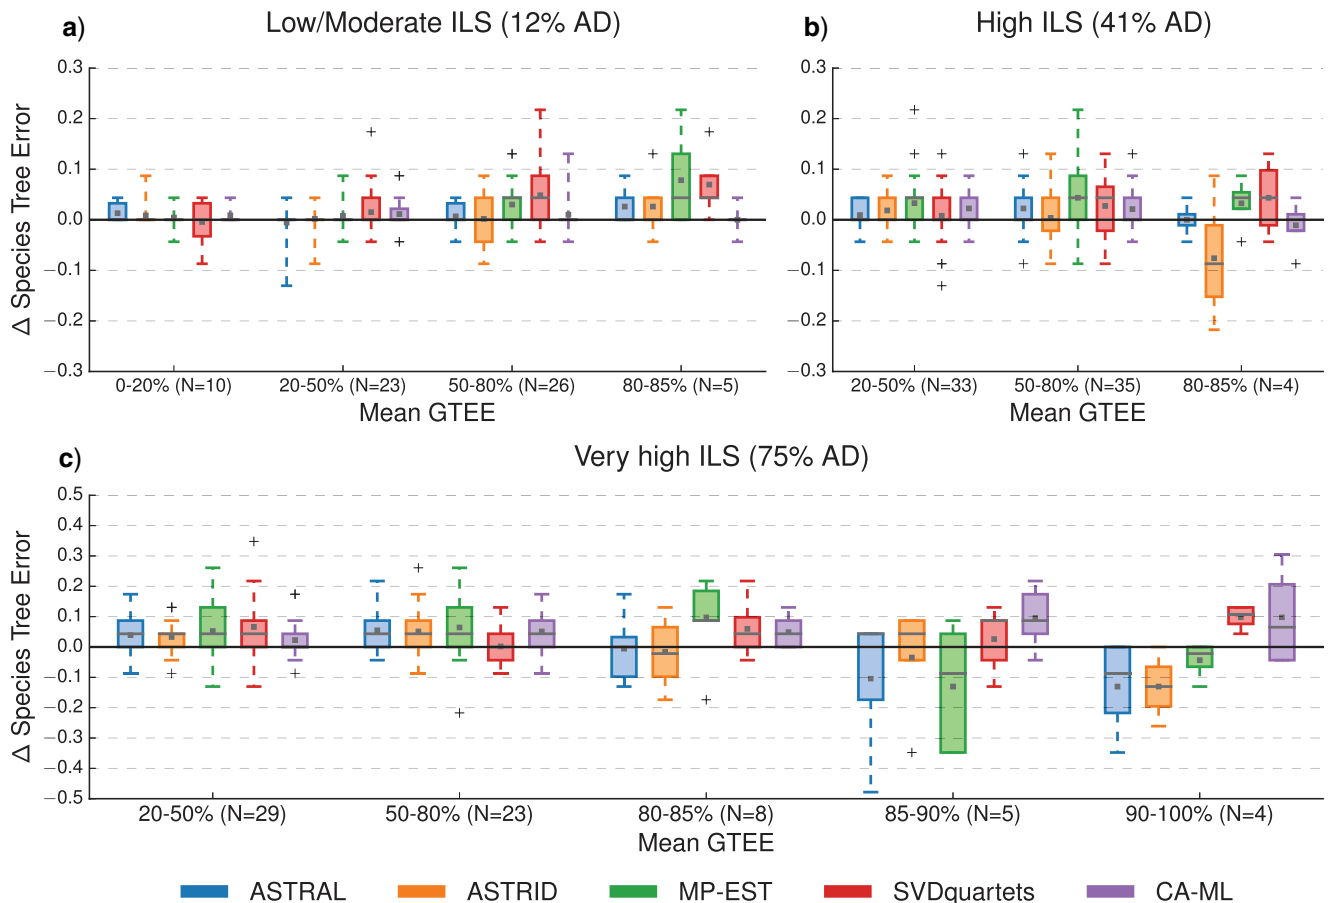 a) Low/Moderate ILS (12% AD)
b) High ILS (41% AD)
Δ Species Tree Error
0.3
0.2
0.1
0.0
−0.1
−0.2
−0.3
0-20% (N=10) 20-50% (N=23) 50-80% (N=26) 80-85% (N=5)
Mean GTEE
0.3
0.2
0.1
0.0
−0.1
−0.2
−0.3
20-50% (N=33) 50-80% (N=35) 80-85% (N=4)
Mean GTEE
c) Very high ILS (75% AD)
Δ Species Tree Error
0.5
0.4
0.3
0.2
0.1
0.0
−0.1
−0.2
−0.3
−0.4
−0.5
20-50% (N=29) 50-80% (N=23) 80-85% (N=8) 85-90% (N=5) 90-100% (N=4)
Mean GTEE
ASTRAL ASTRID MP-EST SVDquartets CA-ML